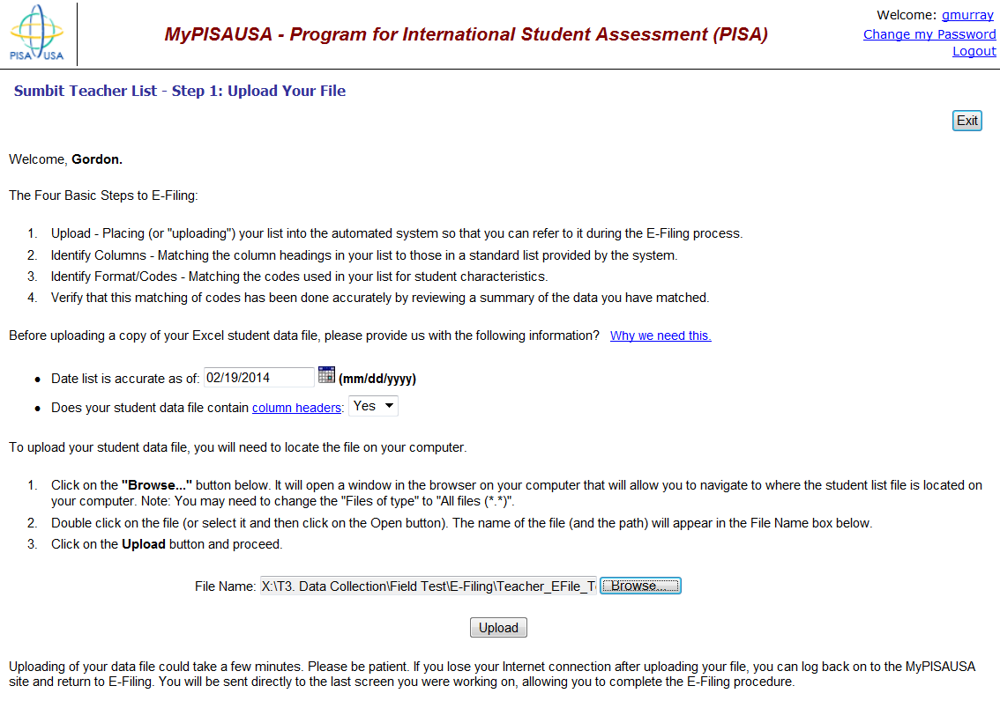 PISA USA
MyPISAUSA - Program for International Student Assessment (PISA)
Welcome: gmurray
Change my Password
Logout
Sumbit Teacher List - Step 1: Upload Your File
Exit
Welcome, Gordon.
The Four Basic Steps to E-Filing:
1. Upload - Placing (or "uploading") your list into the automated system so that you can refer to it during the E-Filing process.
2. Identify Columns - Matching the column headings in your list to those in a standard list provided by the system.
3. Identify Format/Codes - Matching the codes used in your list for student characteristics.
4. Verify that this matching of codes has been done accurately by reviewing a summary of the data you have matched.
Before uploading a copy of your Excel student data file, please provide us with the following information? Why we need this.
• Date list is accurate as of: 02/19/2014 (mm/dd/yyyy)
• Does your student data file contain column headers: Yes
To upload your student data file, you will need to locate the file on your computer.
1. Click on the "Browse..." button below. It will open a window in the browser on your computer that will allow you to navigate to where the student list file is located on
your computer. Note: You may need to change the "Files of type" to "All files (*.*)".
2. Double click on the file (or select it and then click on the Open button). The name of the file (and the path) will appear in the File Name box below.
3. Click on the Upload button and proceed.
File Name: X:\T3. Data Collection\Field Test\E-Filing\Teacher_EFile_T Browse...
Upload
Uploading of your data file could take a few minutes. Please be patient. If you lose your Internet connection after uploading your file, you can log back on to the MyPISAUSA
site and return to E-Filing. You will be sent directly to the last screen you were working on, allowing you to complete the E-Filing procedure.